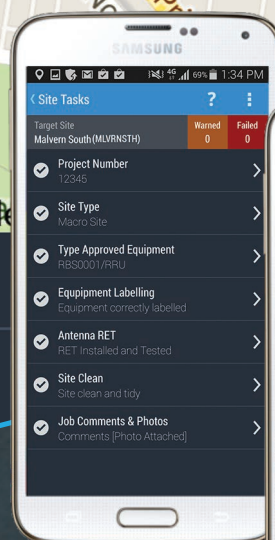 SAMSUNG
4G 69% 1:34 PM
Site Tasks ?
Target Site
Malvern South (MLVRNSTH)
Warned
0
Failed
0
Project Number
12345
Site Type
Macro Site
Type Approved Equipment
RBS0001/RRU
Equpipment Labelling
Equipment correctly labelled
Antenna RET
RET Installed and Tested
Site Clean
Site clean and tidy
Job Comments & Photos
Comments [Photo Attached]